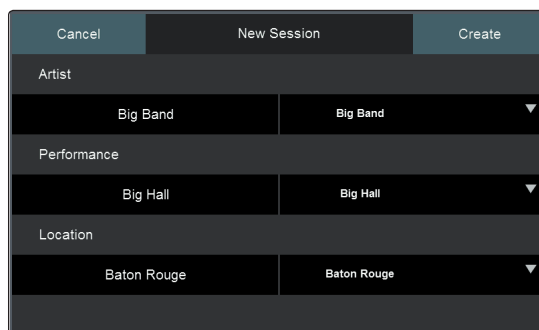 Cancel New Session Create
Artist
Big Band Big Band
Performance
Big Hall Big Hall
Location
Baton Rouge Baton Rouge